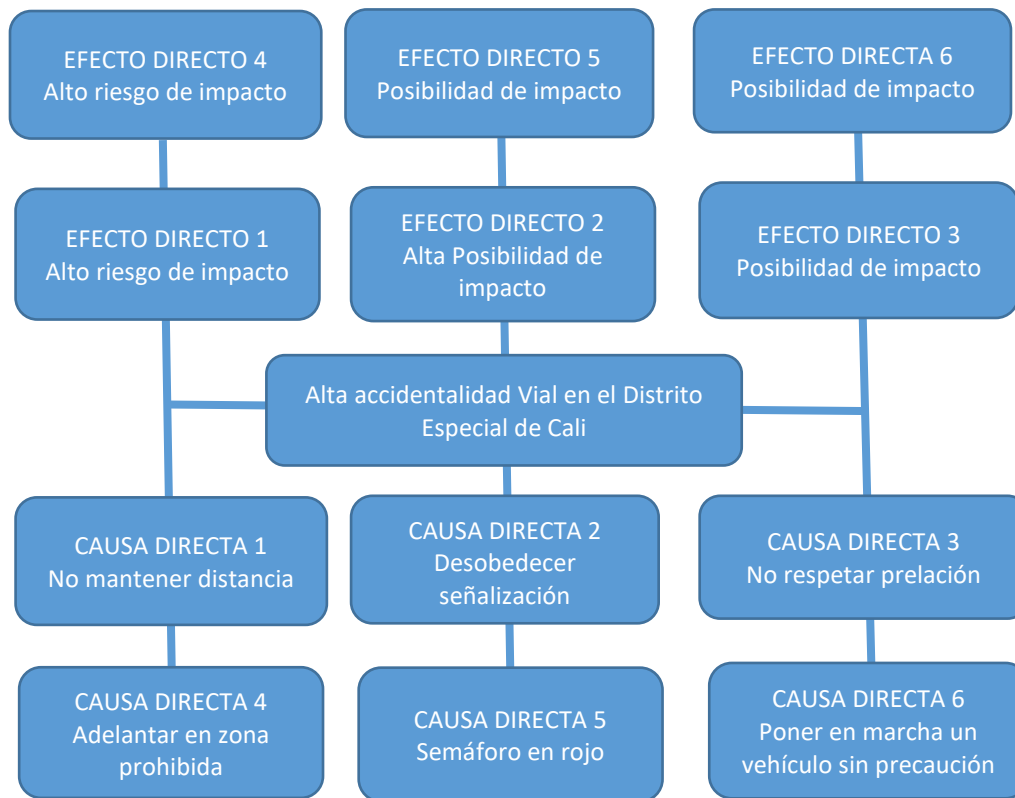 EFECTO DIRECTO 4
Alto riesgo de impacto
EFECTO DIRECTO 5
Posibilidad de impacto
EFECTO DIRECTA 6
Posibilidad de impacto
EFECTO DIRECTO 1
Alto riesgo de impacto
EFECTO DIRECTO 2
Alta Posibilidad de
impacto
EFECTO DIRECTO 3
Posibilidad de impacto
Alta accidentalidad Vial en el Distrito
Especial de Cali
CAUSA DIRECTA 1
No mantener distancia
CAUSA DIRECTA 2
Desobedecer
señalización
CAUSA DIRECTA 3
No respetar prelación
CAUSA DIRECTA 4
Adelantar en zona
prohibida
CAUSA DIRECTA 5
Semáforo en rojo
CAUSA DIRECTA 6
Poner en marcha un
vehículo sin precaución